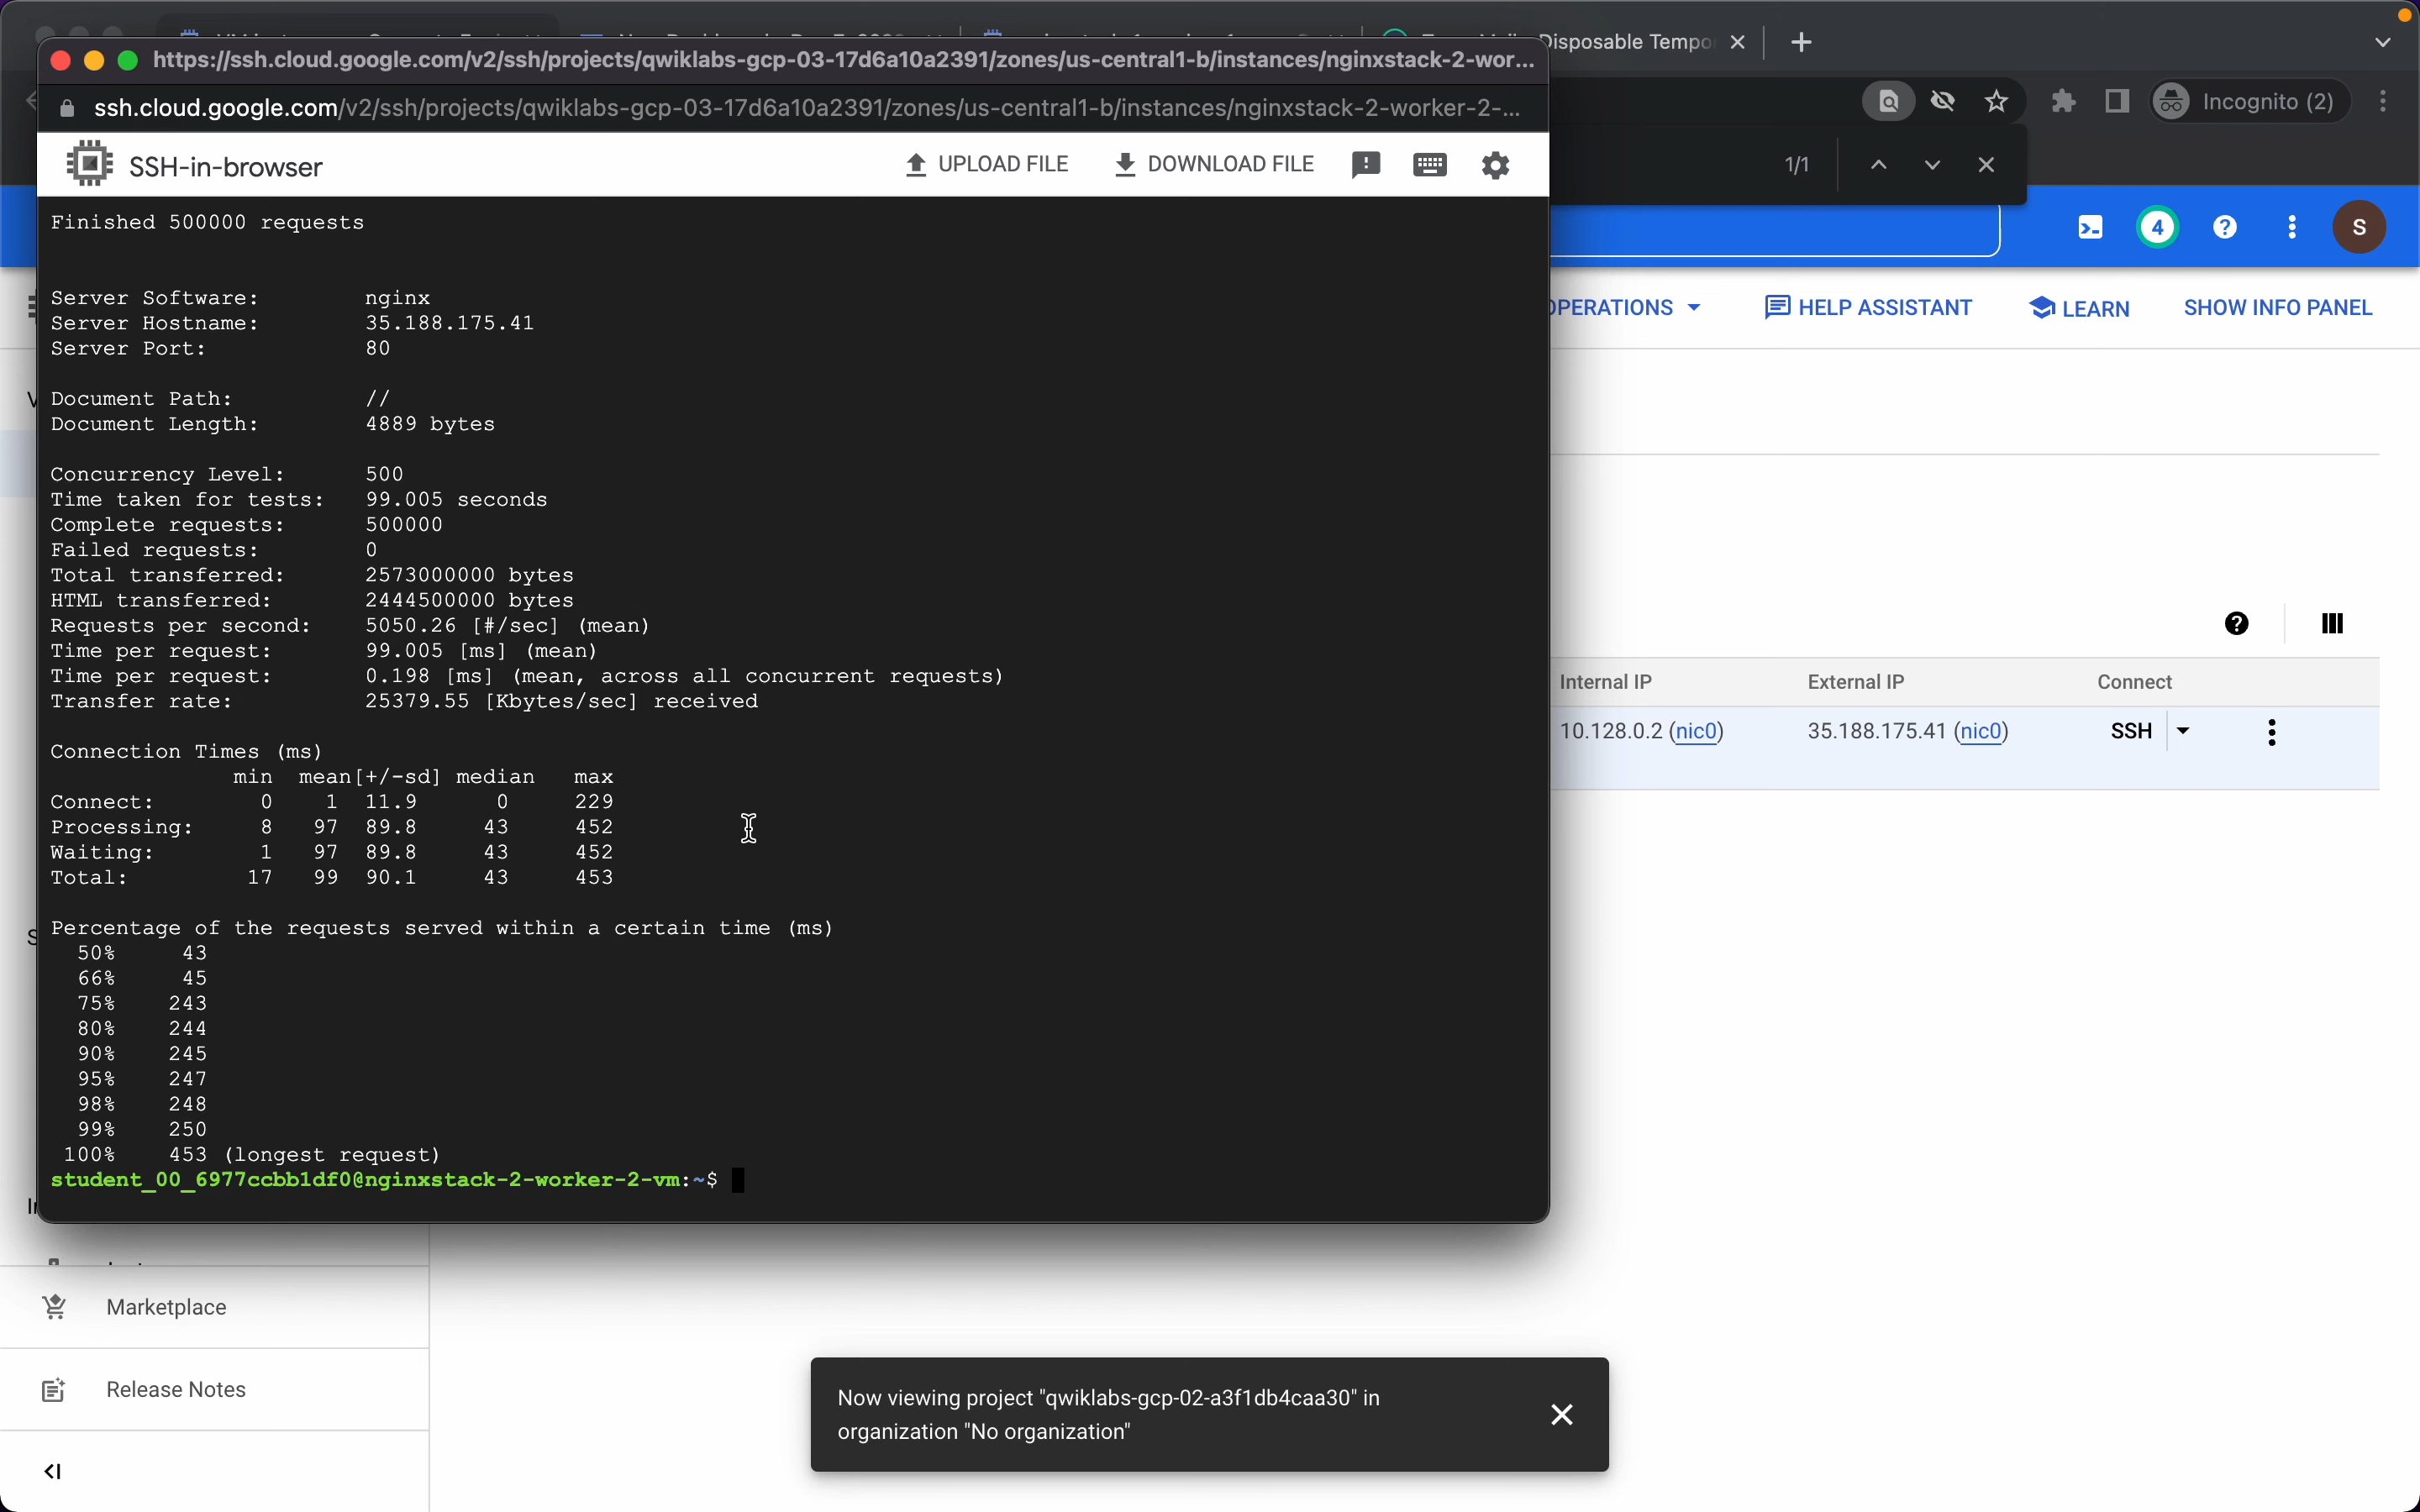 Disposable Tempo
https://ssh.cloud.google.com/v2/ssh/projects/qwiklabs-gcp-03-17d6a10a2391/zones/us-central1-b/instances/nginxstack-2-wor...
ssh.cloud.google.com/v2/ssh/projects/qwiklabs-gcp-03-17d6a10a2391/zones/us-central1-b/instances/nginxstack-2-worker-2-...
Incognito (2)
SSH-in-browser
UPLOAD FILE
DOWNLOAD FILE
1/1
4
S
OPERATIONS
HELP ASSISTANT
LEARN
SHOW INFO PANEL
Finished 500000 requests
Server Software: nginx
Server Hostname: 35.188.175.41
Server Port: 80
Document Path: //
Document Length: 4889 bytes
Concurrency Level: 500
Time taken for tests: 99.005 seconds
Complete requests: 500000
Failed requests: 0
Total transferred: 2573000000 bytes
HTML transferred: 2444500000 bytes
Requests per second: 5050.26 [#/sec] (mean)
Time per request: 99.005 [ms] (mean)
Time per request: 0.198 [ms] (mean, across all concurrent requests)
Transfer rate: 25379.55 [Kbytes/sec] received
Connection Times (ms)
min mean[+/-sd] median max
Connect: 0 1 11.9 0 229
Processing: 8 97 89.8 43 452
Waiting: 1 97 89.8 43 452
Total: 17 99 90.1 43 453
Percentage of the requests served within a certain time (ms)
50% 43
66% 45
75% 243
80% 244
90% 245
95% 247
98% 248
99% 250
100% 453 (longest request)
student_00_6977ccbb1df0@nginxstack-2-worker-2-vm:~$
Internal IP External IP Connect
10.128.0.2 (nic0) 35.188.175.41 (nic0) SSH
Marketplace
Release Notes
Now viewing project "qwiklabs-gcp-02-a3f1db4caa30" in
organization "No organization"